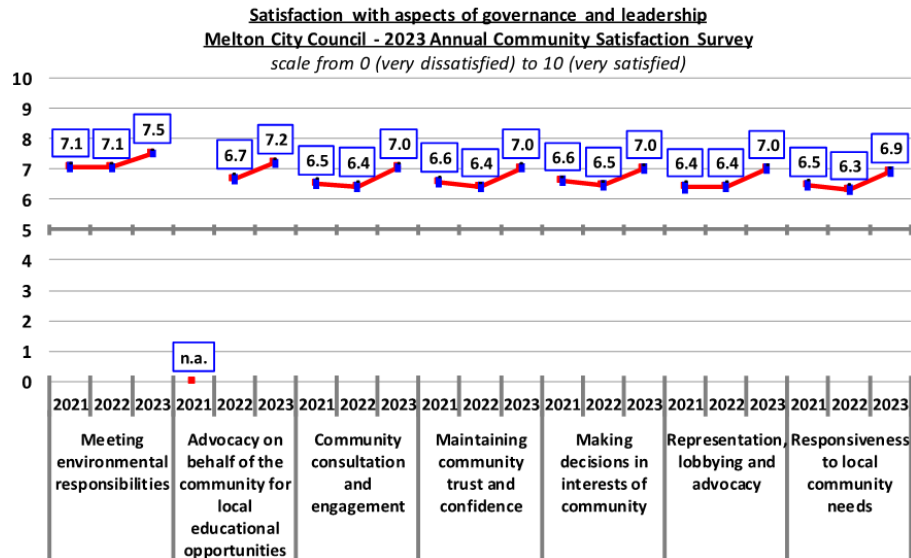 Satisfaction with aspects of governance and leadership
Melton City Council - 2023 Annual Community Satisfaction Survey
scale from 0 (very dissatisfied) to 10 (very satisfied)
10
9
8
7
6
5
4
3
2
1
0
7.1 7.1 7.5
n.a. 6.7 7.2
6.5 6.4 7.0
6.6 6.4 7.0
6.6 6.5 7.0
6.4 6.4 7.0
6.5 6.3 6.9
2021 2022 2023 2021 2022 2023 2021 2022 2023 2021 2022 2023 2021 2022 2023 2021 2022 2023 2021 2022 2023
Meeting
environmental
responsibilities
Advocacy on
behalf of the
community for
local
educational
opportunities
Community
consultation
and
engagement
Maintaining
community
trust and
confidence
Making
decisions in
interests of
community
Representation,
lobbying and
advocacy
Responsiveness
to local
community
needs